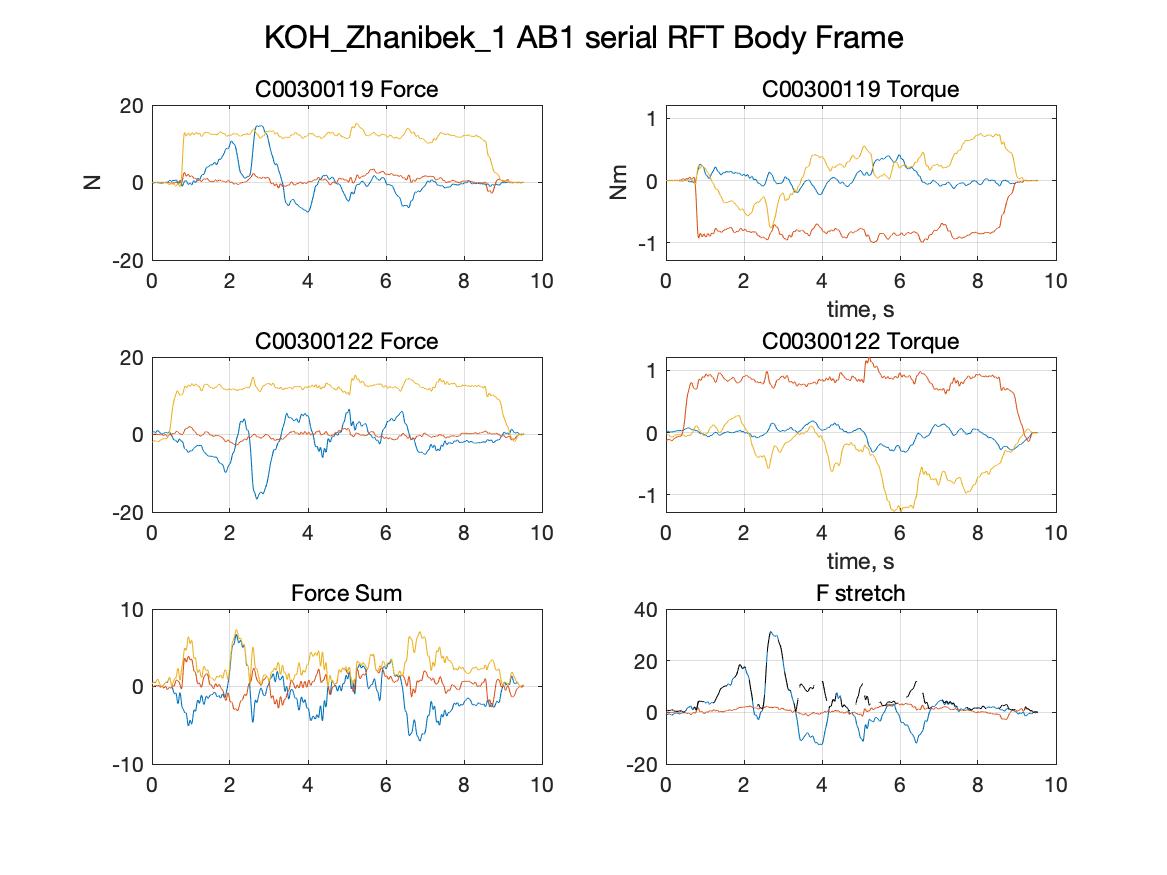 KOH_Zhanibek_1 AB1 serial RFT Body Frame
C00300119 Force
20
0
-20
N
0 2 4 6 8 10
C00300119 Torque
1
0
-1
Nm
0 2 4 6 8 10
time, s
C00300122 Force
20
0
-20
0 2 4 6 8 10
C00300122 Torque
1
0
-1
0 2 4 6 8 10
time, s
Force Sum
10
0
-10
0 2 4 6 8 10
F stretch
40
20
0
-20
0 2 4 6 8 10